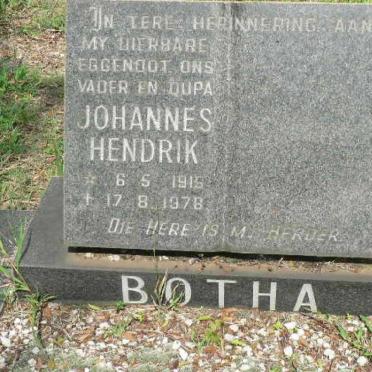 IN TERE HERINNERING AAN
MY DIERBARE
EGGENOOT, ONS
VADER EN OUPA
JOHANNES
HENDRIK
* 6.5.1915
+ 17.8.1978
DIE HERE IS MY HERDER
BOTHA